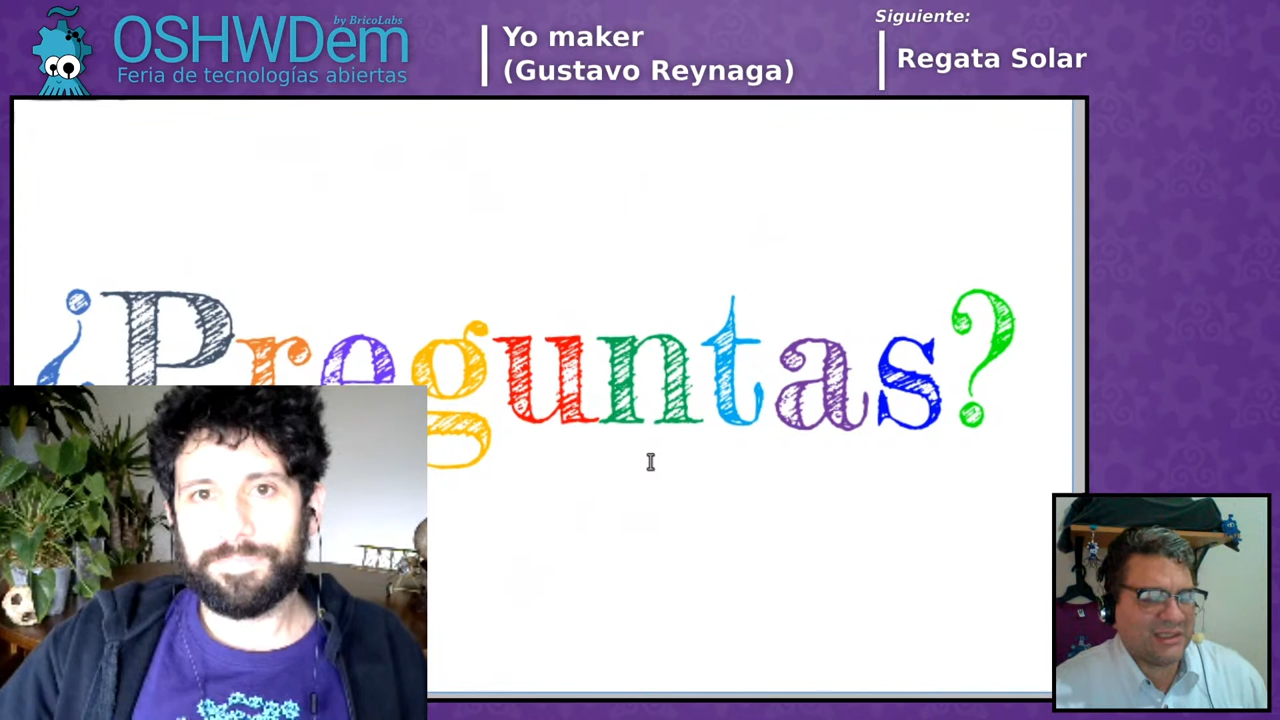 OSHWDem
by BricoLabs
Feria de tecnologías abiertas
Yo maker
(Gustavo Reynaga)
Siguiente:
Regata Solar
¿Preguntas?